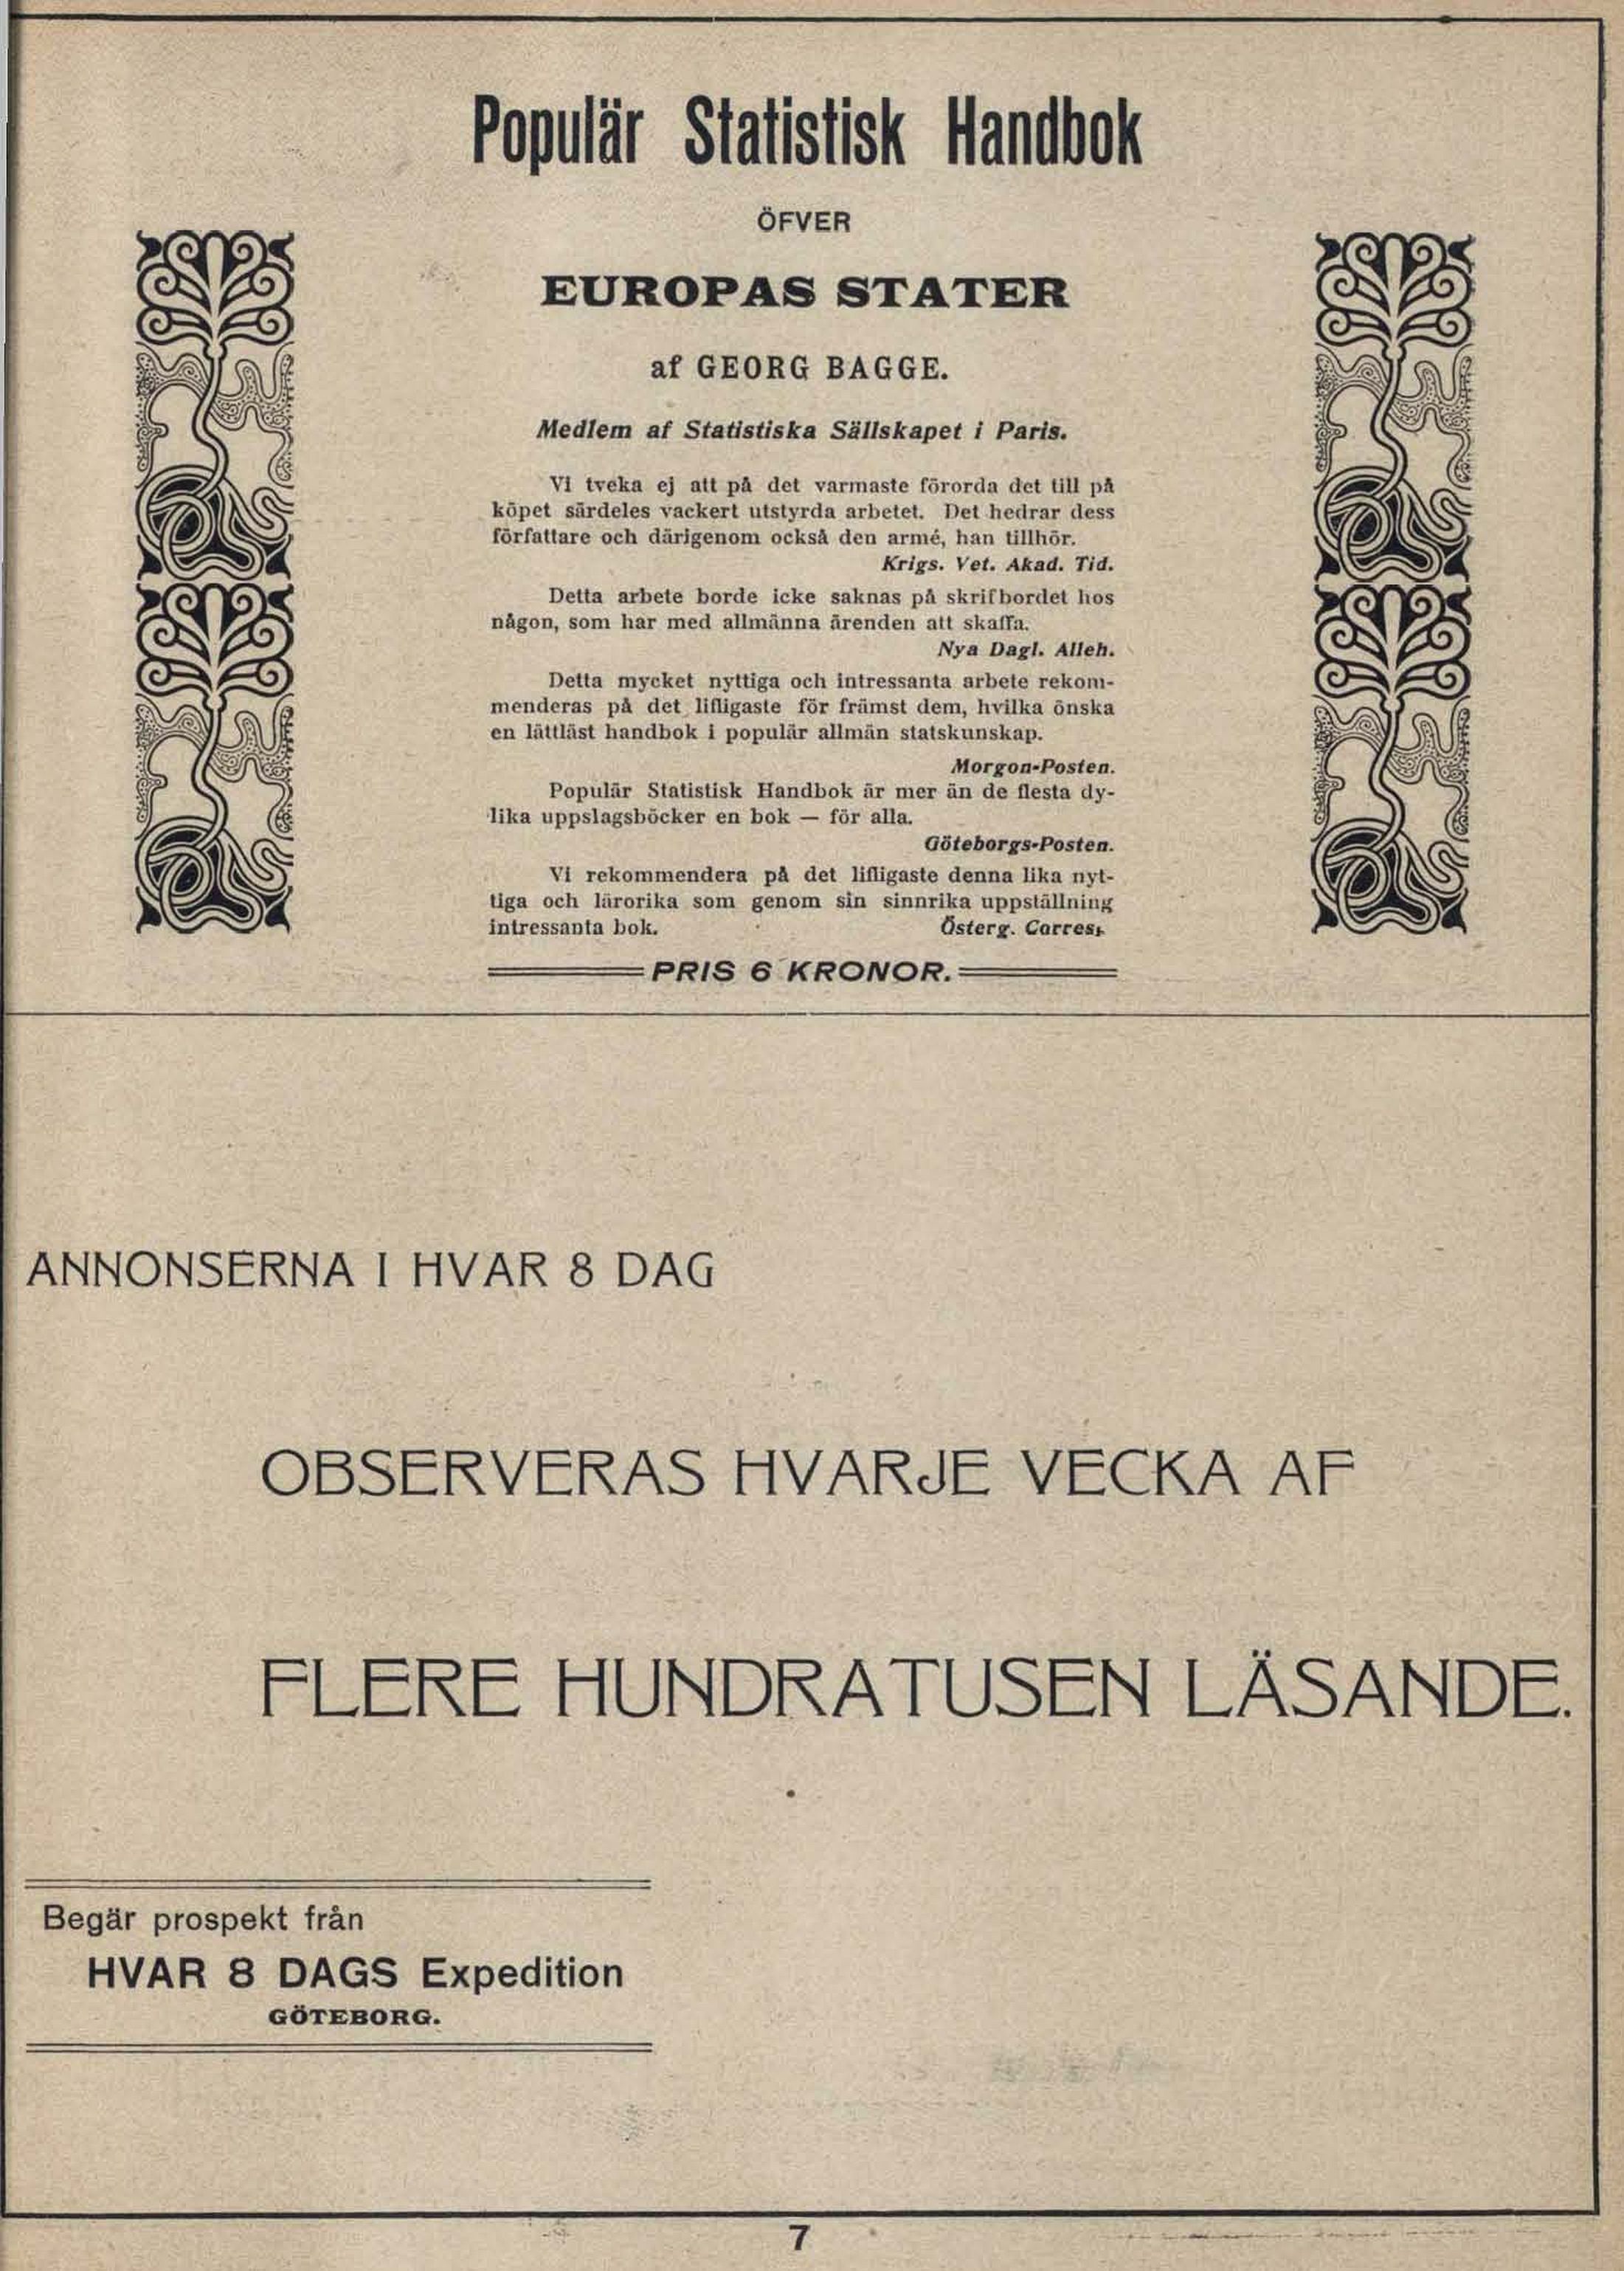 Populär Statistisk Handbok
ÖFVER
EUROPAS STATER
af GEORG BAGGE.
Medlem af Statistiska Sällskapet i Paris.
Vi tveka ej att på det varmaste förorda det till på
köpet särdeles vackert utstyrda arbetet. Det hedrar dess
författare och därigenom också den armé, han tillhör.
Krigs. Vet. Akad. Tid.
Detta arbete borde icke saknas på skrifbordet hos
någon, som har med allmänna ärenden att skaffa.
Nya Dagl. Alleh.
Detta mycket nyttiga och intressanta arbete rekom-
menderas på det lifligaste för främst dem, hvilka önska
en lättläst handbok i populär allmän statskunskap.
Morgon-Posten.
Populär Statistisk Handbok är mer än de flesta dy-
lika uppslagsböcker en bok — för alla.
Göteborgs-Posten.
Vi rekommendera på det lifligaste denna lika nyt-
tiga och lärorika som genom sin sinnrika uppställning
intressanta bok. Österg. Corresp
PRIS 6 KRONOR.
ANNONSERNA I HVAR 8 DAG
OBSERVERAS HVARJE VECKA AF
FLERE HUNDRATUSEN LÄSANDE.
Begär prospekt från
HVAR 8 DAGS Expedition
GÖTEBORG.
7